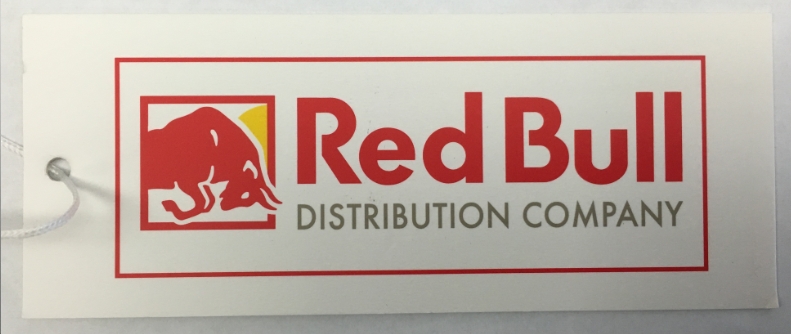 Red Bull
DISTRIBUTION COMPANY